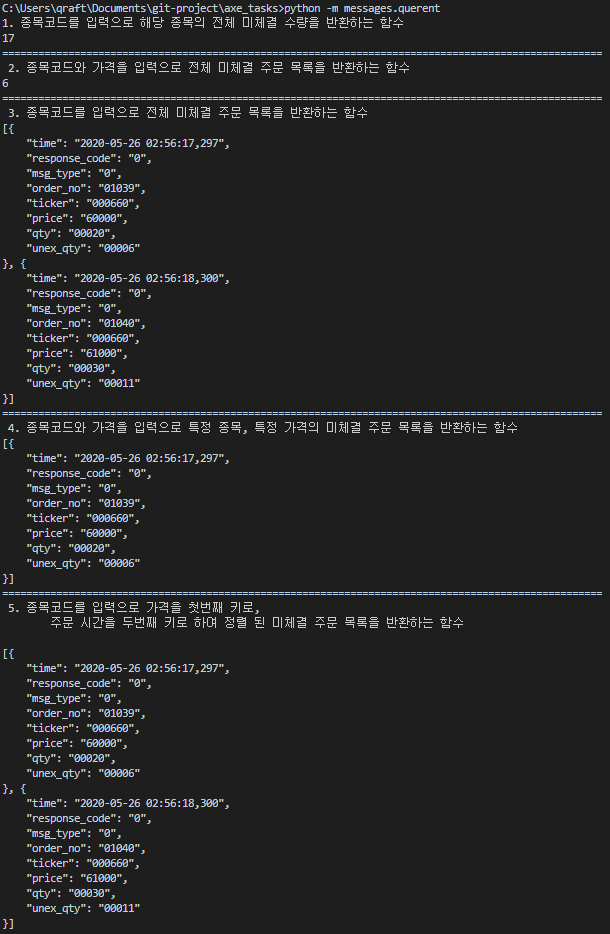 C:\Users\qraft\Documents\git-project\axe_tasks>python -m messages.querent
1. 종목코드를 입력으로 해당 종목의 전체 미체결 수량을 반환하는 함수
17
====================================================================================================
2. 종목코드와 가격을 입력으로 전체 미체결 주문 목록을 반환하는 함수
6
====================================================================================================
3. 종목코드를 입력으로 전체 미체결 주문 목록을 반환하는 함수
[{
    "time": "2020-05-26 02:56:17,297",
    "response_code": "0",
    "msg_type": "0",
    "order_no": "01039",
    "ticker": "000660",
    "price": "60000",
    "qty": "00020",
    "unex_qty": "00006"
}, {
    "time": "2020-05-26 02:56:18,300",
    "response_code": "0",
    "msg_type": "0",
    "order_no": "01040",
    "ticker": "000660",
    "price": "61000",
    "qty": "00030",
    "unex_qty": "00011"
}]
====================================================================================================
4. 종목코드와 가격을 입력으로 특정 종목, 특정 가격의 미체결 주문 목록을 반환하는 함수
[{
    "time": "2020-05-26 02:56:17,297",
    "response_code": "0",
    "msg_type": "0",
    "order_no": "01039",
    "ticker": "000660",
    "price": "60000",
    "qty": "00020",
    "unex_qty": "00006"
}]
====================================================================================================
5. 종목코드를 입력으로 가격을 첫번째 키로,
        주문 시간을 두번째 키로 하여 정렬 된 미체결 주문 목록을 반환하는 함수
[{
    "time": "2020-05-26 02:56:17,297",
    "response_code": "0",
    "msg_type": "0",
    "order_no": "01039",
    "ticker": "000660",
    "price": "60000",
    "qty": "00020",
    "unex_qty": "00006"
}, {
    "time": "2020-05-26 02:56:18,300",
    "response_code": "0",
    "msg_type": "0",
    "order_no": "01040",
    "ticker": "000660",
    "price": "61000",
    "qty": "00030",
    "unex_qty": "00011"
}]